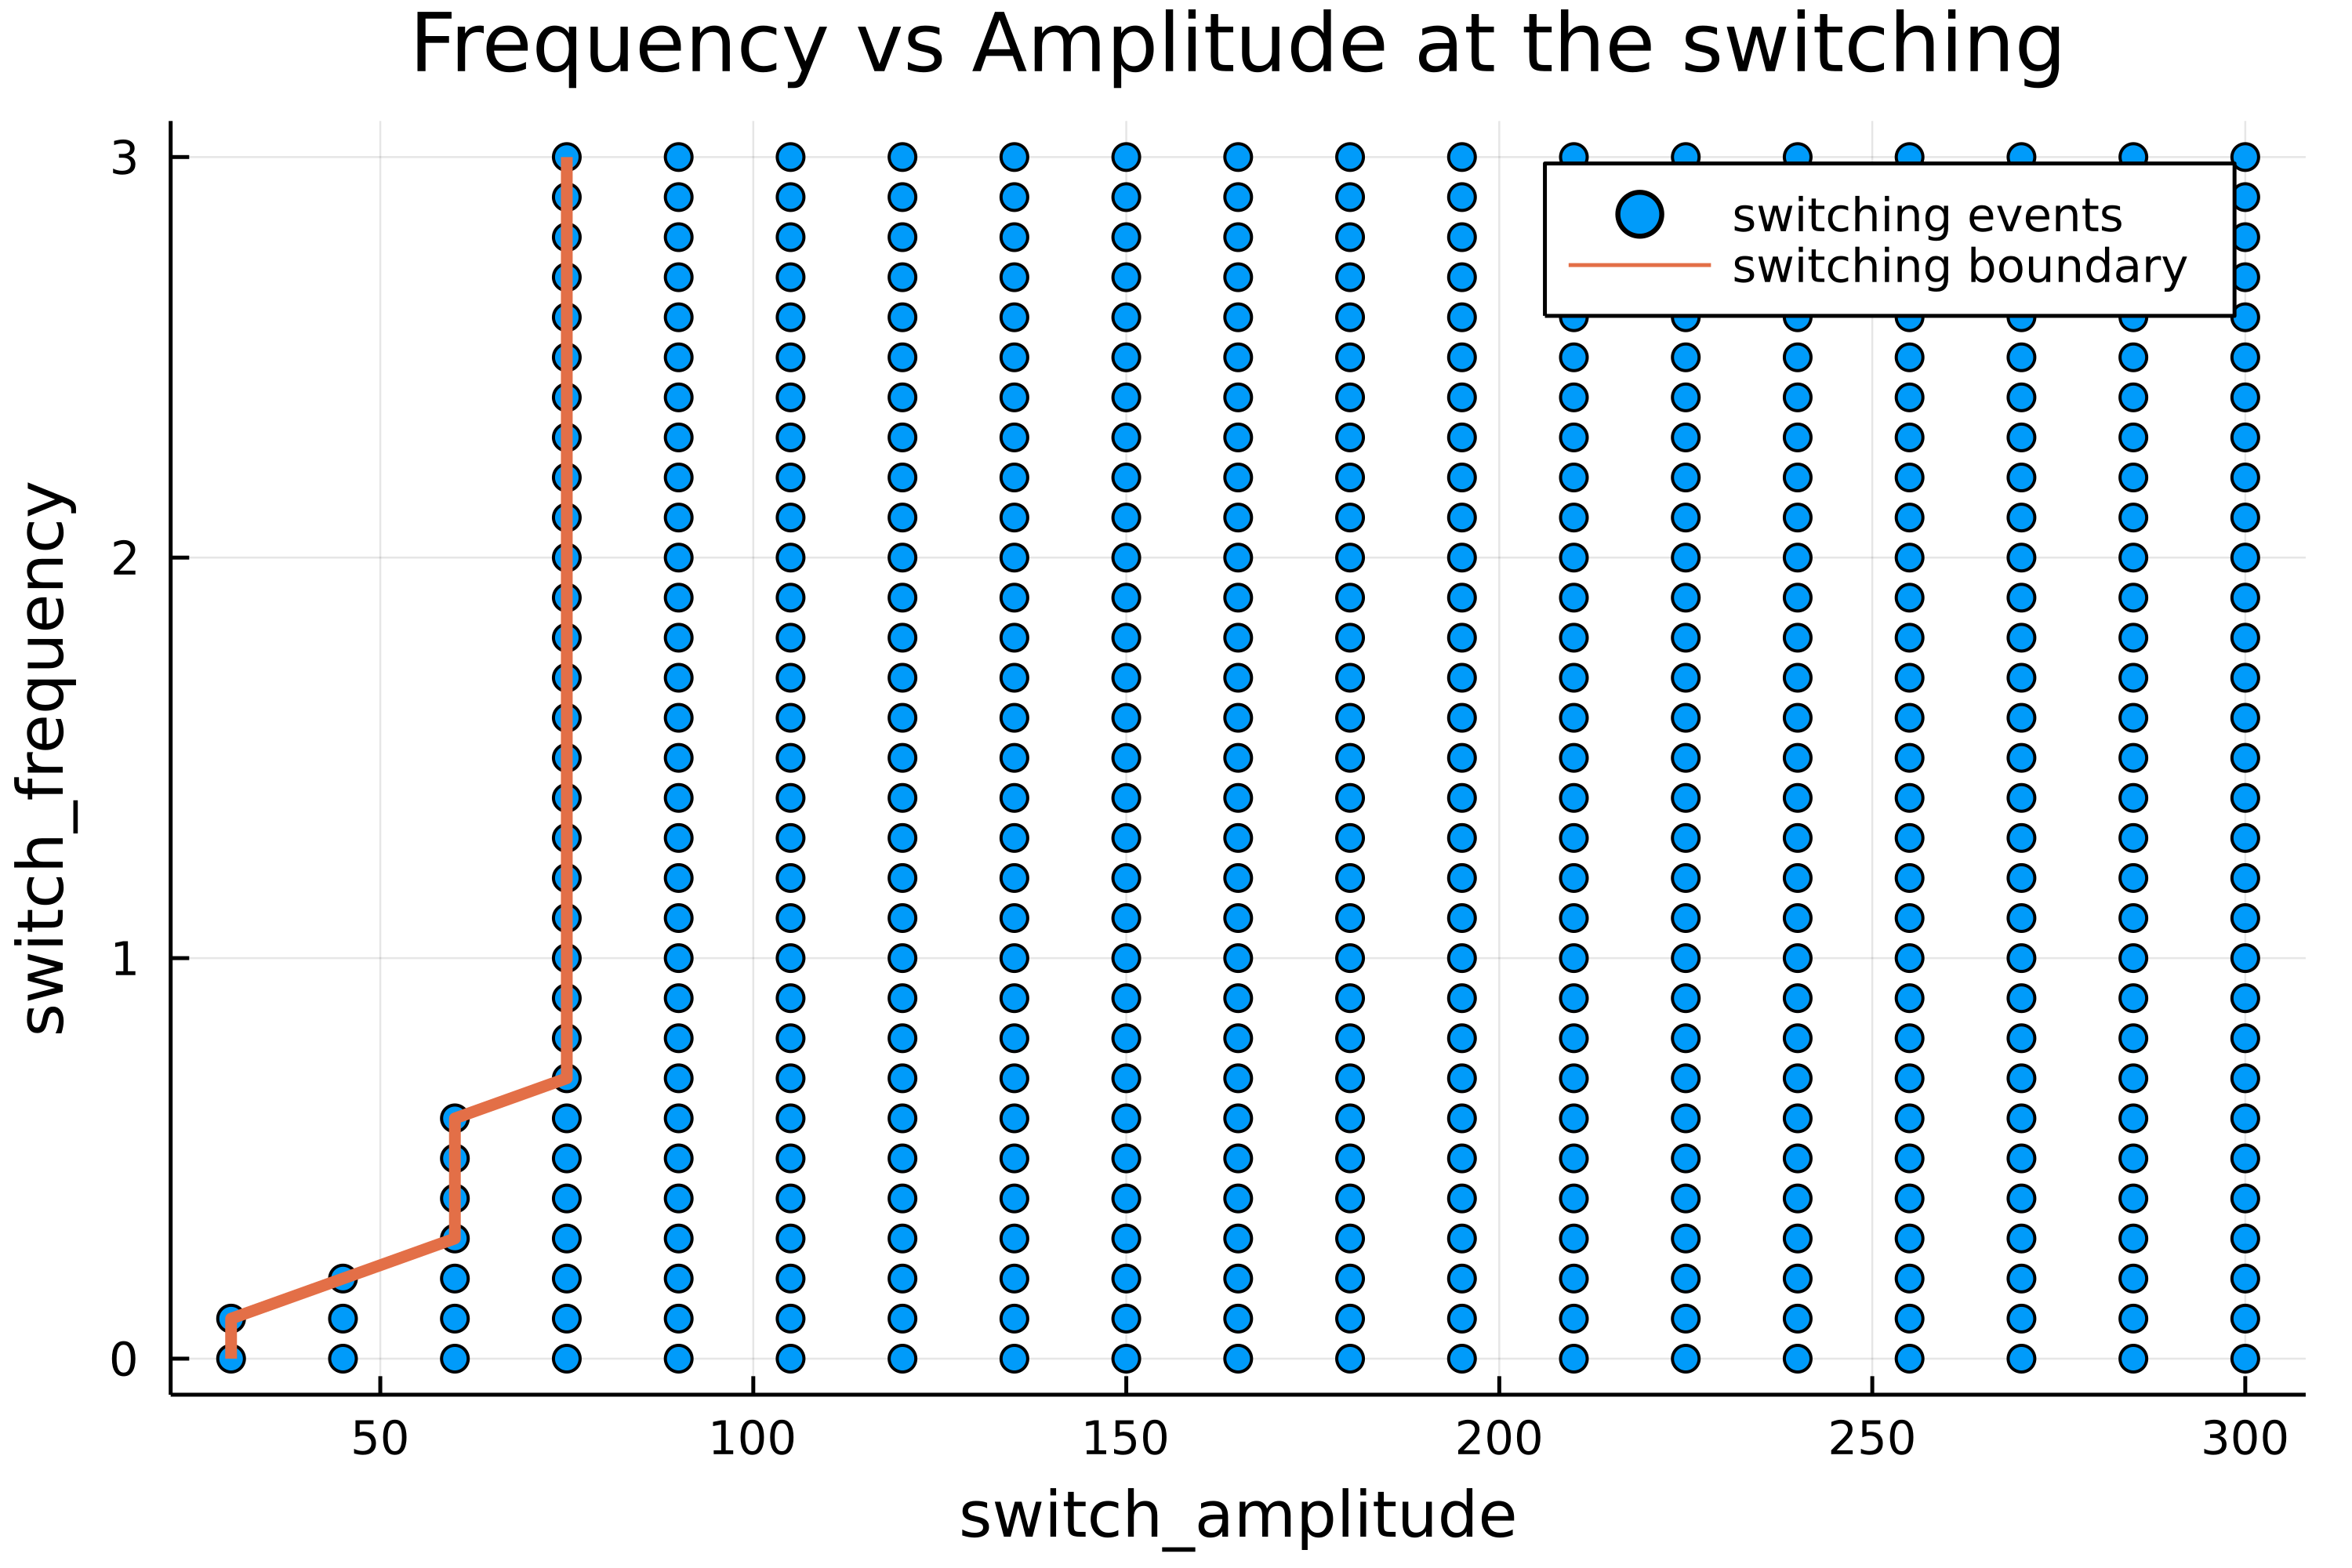 Frequency vs Amplitude at the switching
switching events
switching boundary
3
2
1
0
switch_frequency
50 100 150 200 250 300
switch_amplitude